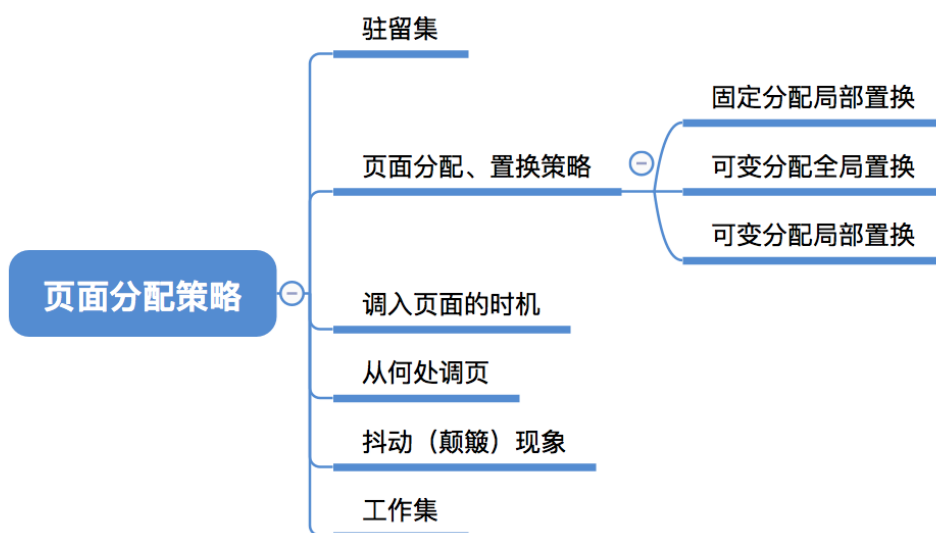 驻留集
固定分配局部置换
页面分配、置换策略
可变分配全局置换
可变分配局部置换
页面分配策略
调入页面的时机
从何处调页
抖动（颠簸）现象
工作集